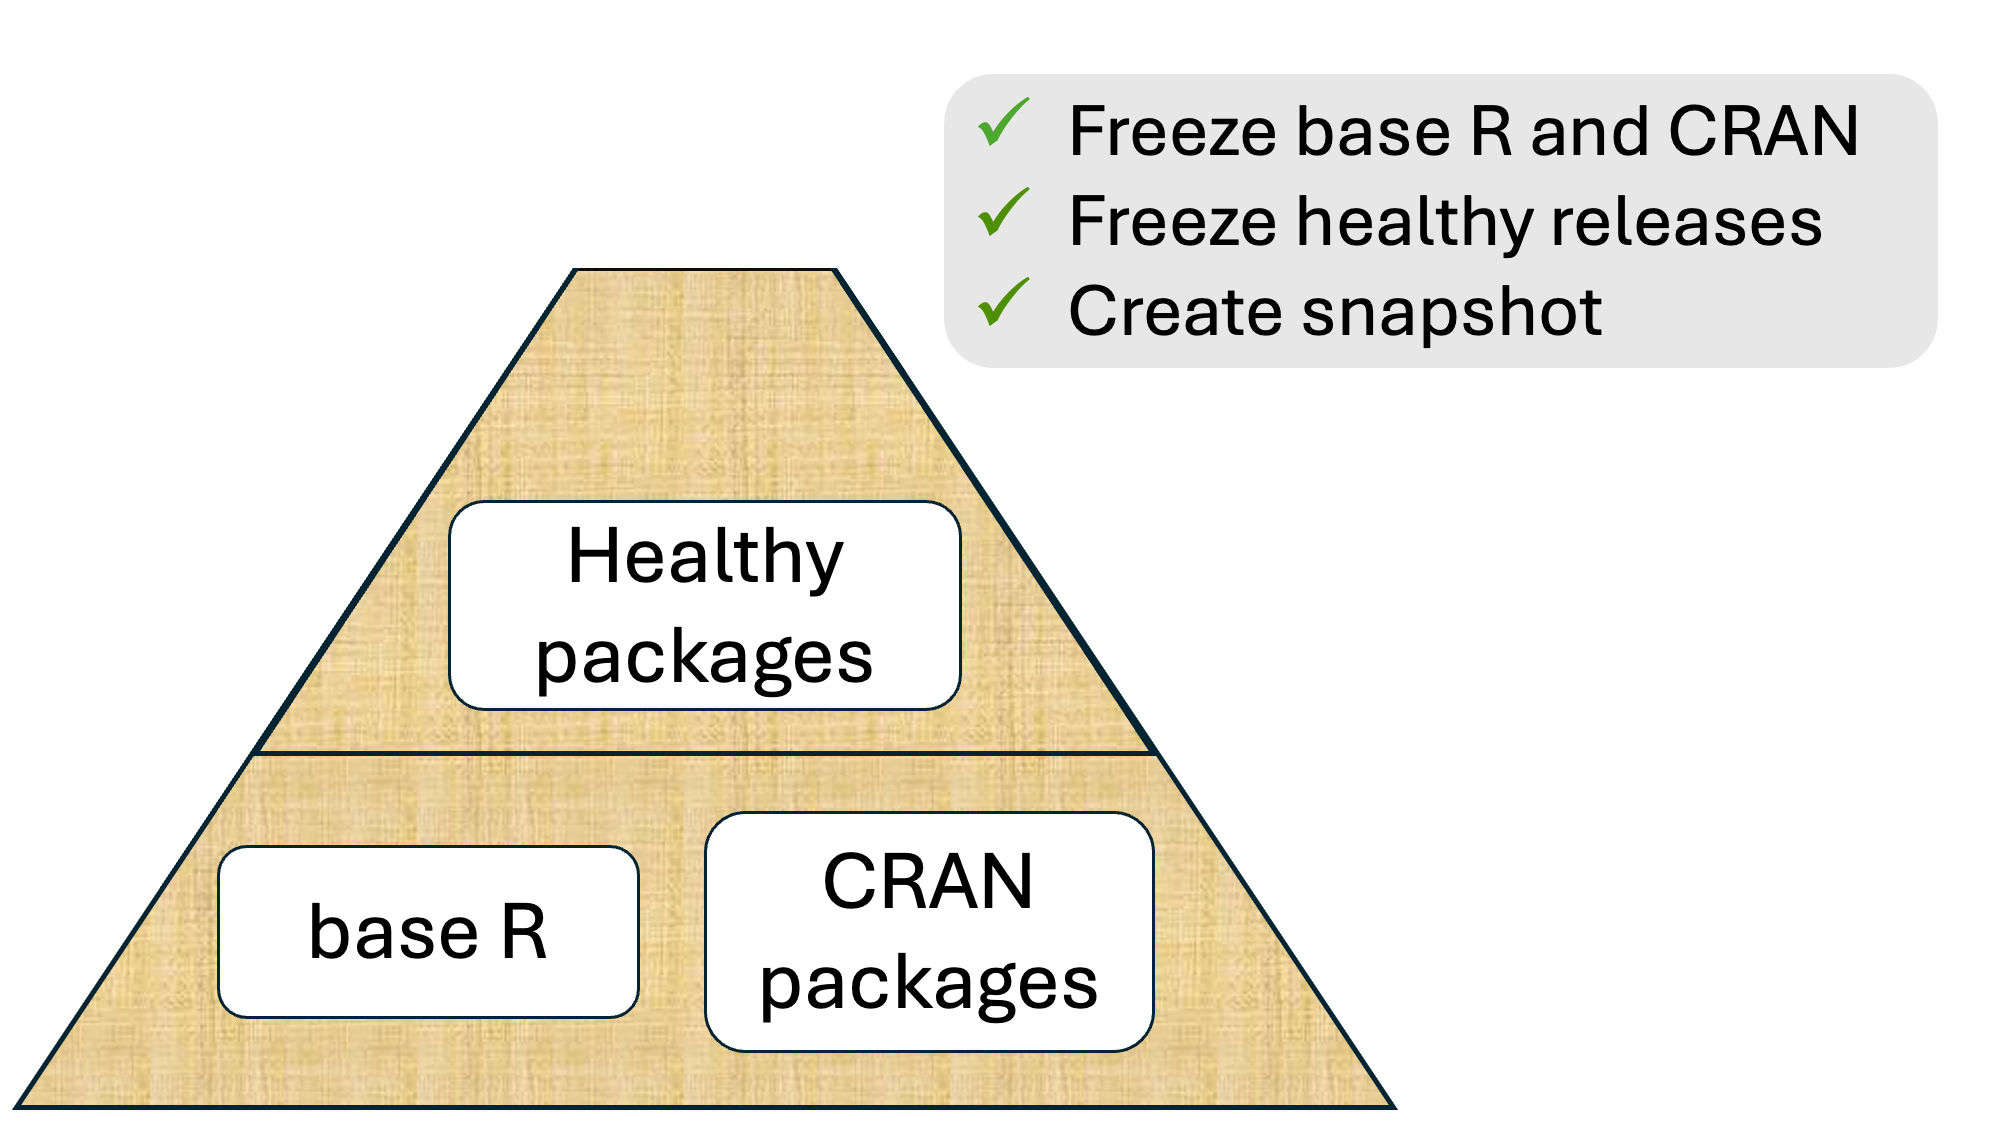 Freeze base R and CRAN
Freeze healthy releases
Create snapshot
Healthy
packages
base R
CRAN
packages